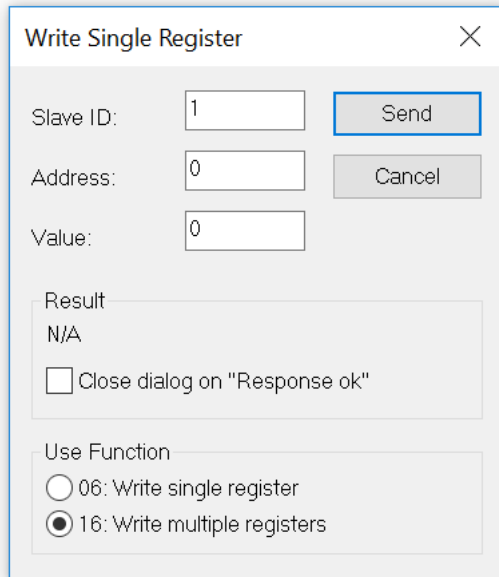 Write Single Register
Slave ID: 1 Send
Address: 0 Cancel
Value: 0
Result
N/A
Close dialog on "Response ok"
Use Function
06: Write single register
16: Write multiple registers